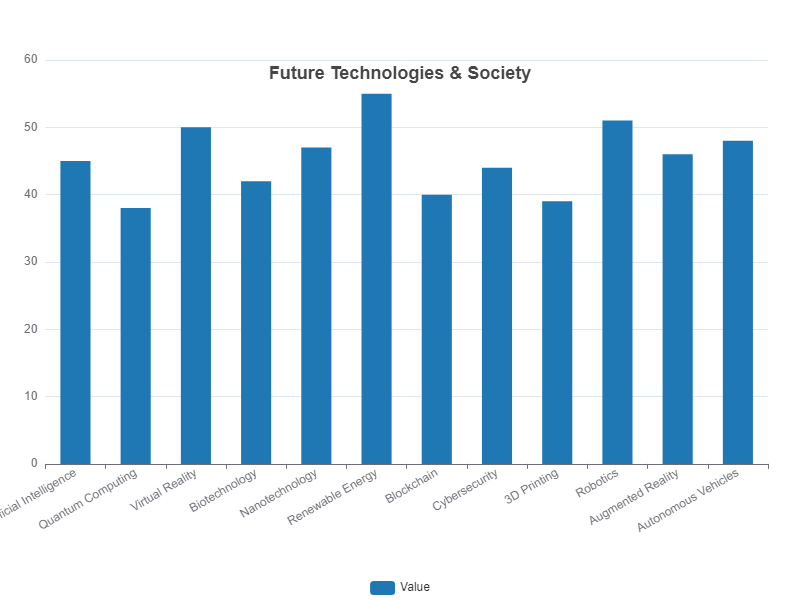 Future Technologies & Society
60
50
40
30
20
10
0
Intelligence
Quantum Computing
Virtual Reality
Biotechnology
Nanotechnology
Renewable Energy
Blockchain
Cybersecurity
3D Printing
Robotics
Augmented Reality
Autonomous Vehicles
Value